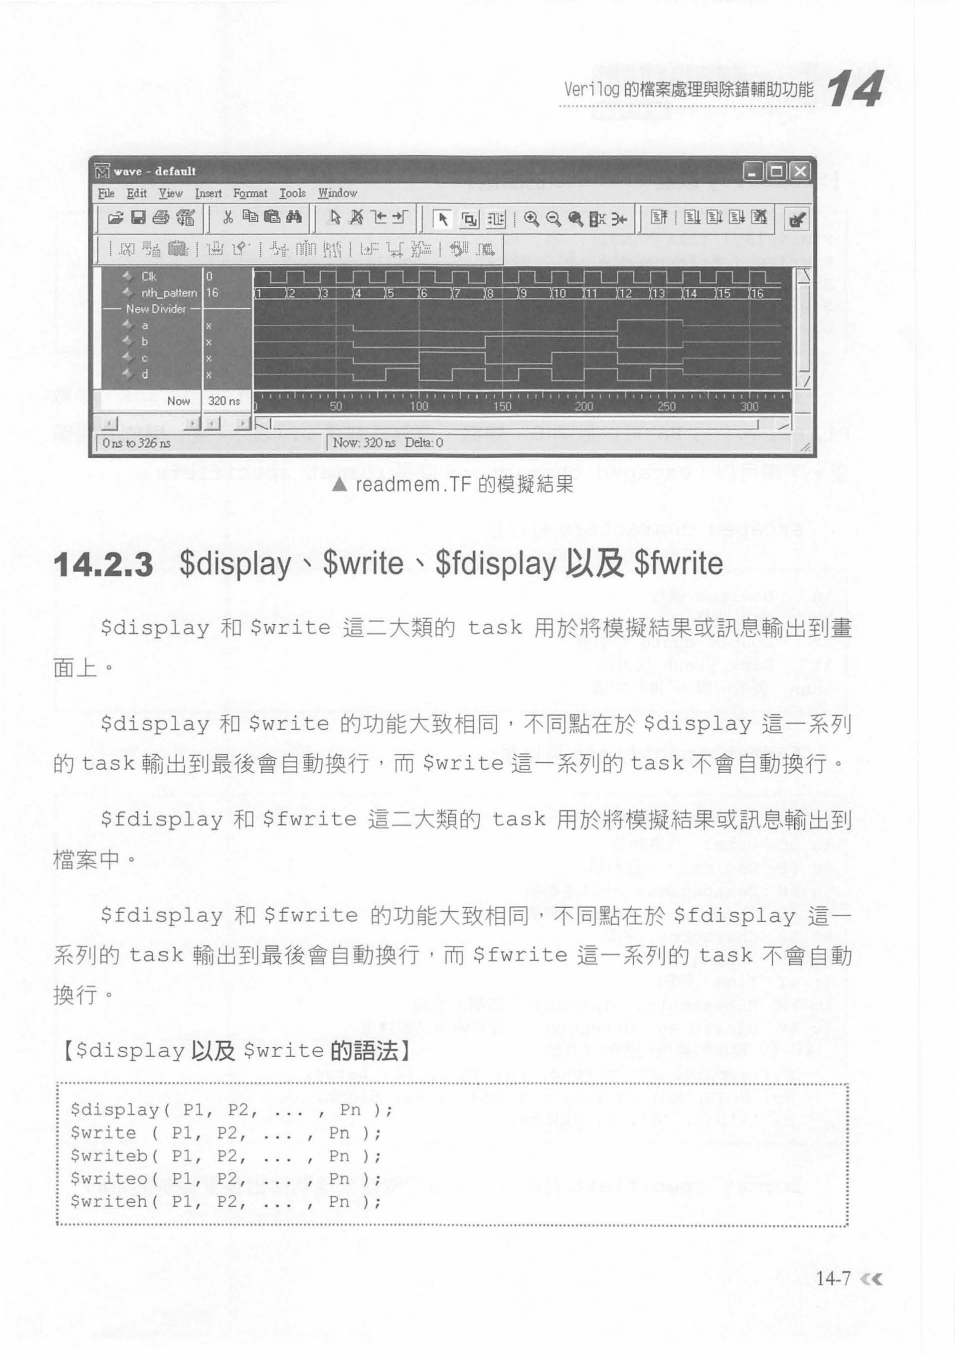 Verilog 的檔案處理與除錯輔助功能 14
wave - default
File Edit View Insert Format Tools Window
Clk 0
nth_pattern 16 1 2 3 4 5 6 7 8 9 10 11 12 13 14 15 16
New Divider
a x
b x
c x
d x
Now 320 ns 50 100 150 200 250 300
0 ns to 326 ns Now: 320 ns Delta: 0
▲ readmem.TF 的模擬結果
14.2.3 $display、$write、$fdisplay 以及 $fwrite
$display 和 $write 這二大類的 task 用於將模擬結果或訊息輸出到畫
面上。
$display 和 $write 的功能大致相同，不同點在於 $display 這一系列
的 task 輸出到最後會自動換行，而 $write 這一系列的 task 不會自動換行。
$fdisplay 和 $fwrite 這二大類的 task 用於將模擬結果或訊息輸出到
檔案中。
$fdisplay 和 $fwrite 的功能大致相同，不同點在於 $fdisplay 這一
系列的 task 輸出到最後會自動換行，而 $fwrite 這一系列的 task 不會自動
換行。
【$display 以及 $write 的語法】
$display( P1, P2, ... , Pn );
$write ( P1, P2, ... , Pn );
$writeb( P1, P2, ... , Pn );
$writeo( P1, P2, ... , Pn );
$writeh( P1, P2, ... , Pn );
14-7